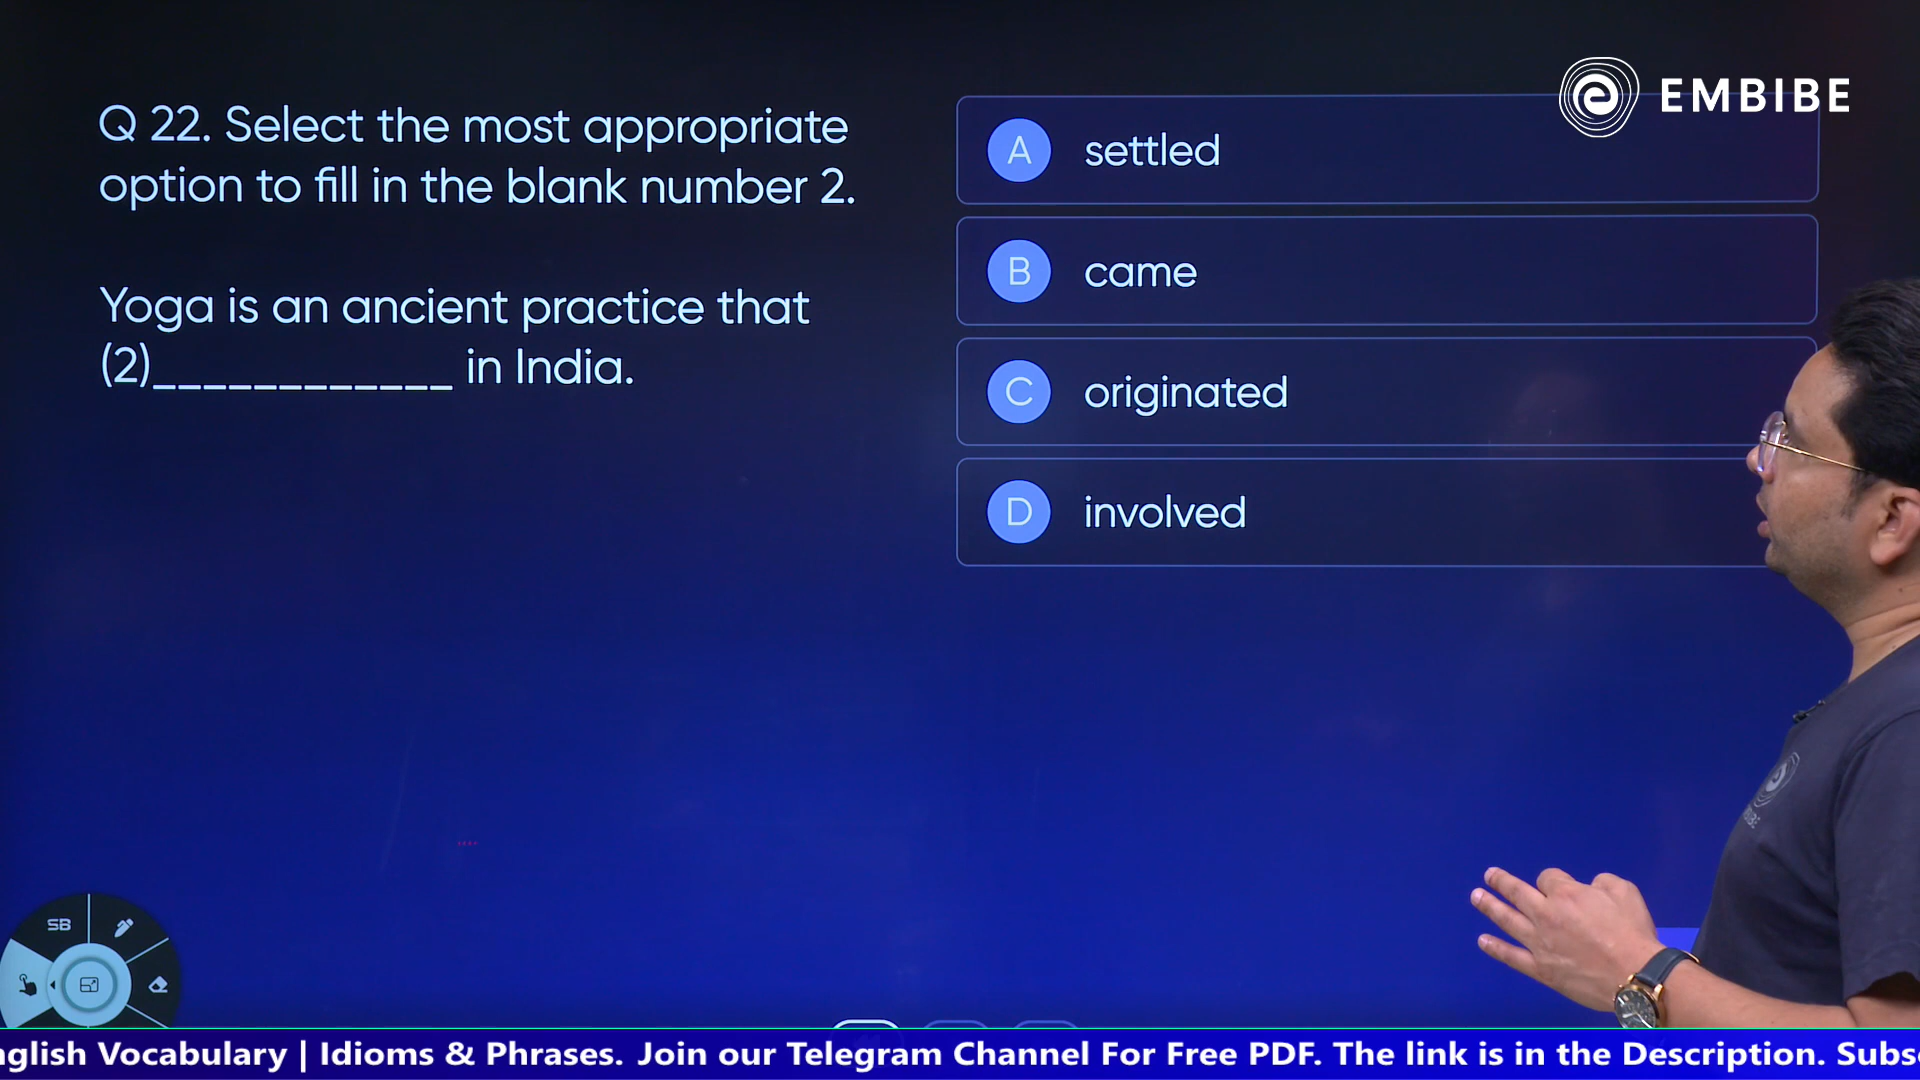 EMBIBE
Q 22. Select the most appropriate
option to fill in the blank number 2.
Yoga is an ancient practice that
(2)____________ in India.
A settled
B came
C originated
D involved
SB
nglish Vocabulary | Idioms & Phrases. Join our Telegram Channel For Free PDF. The link is in the Description. Subs